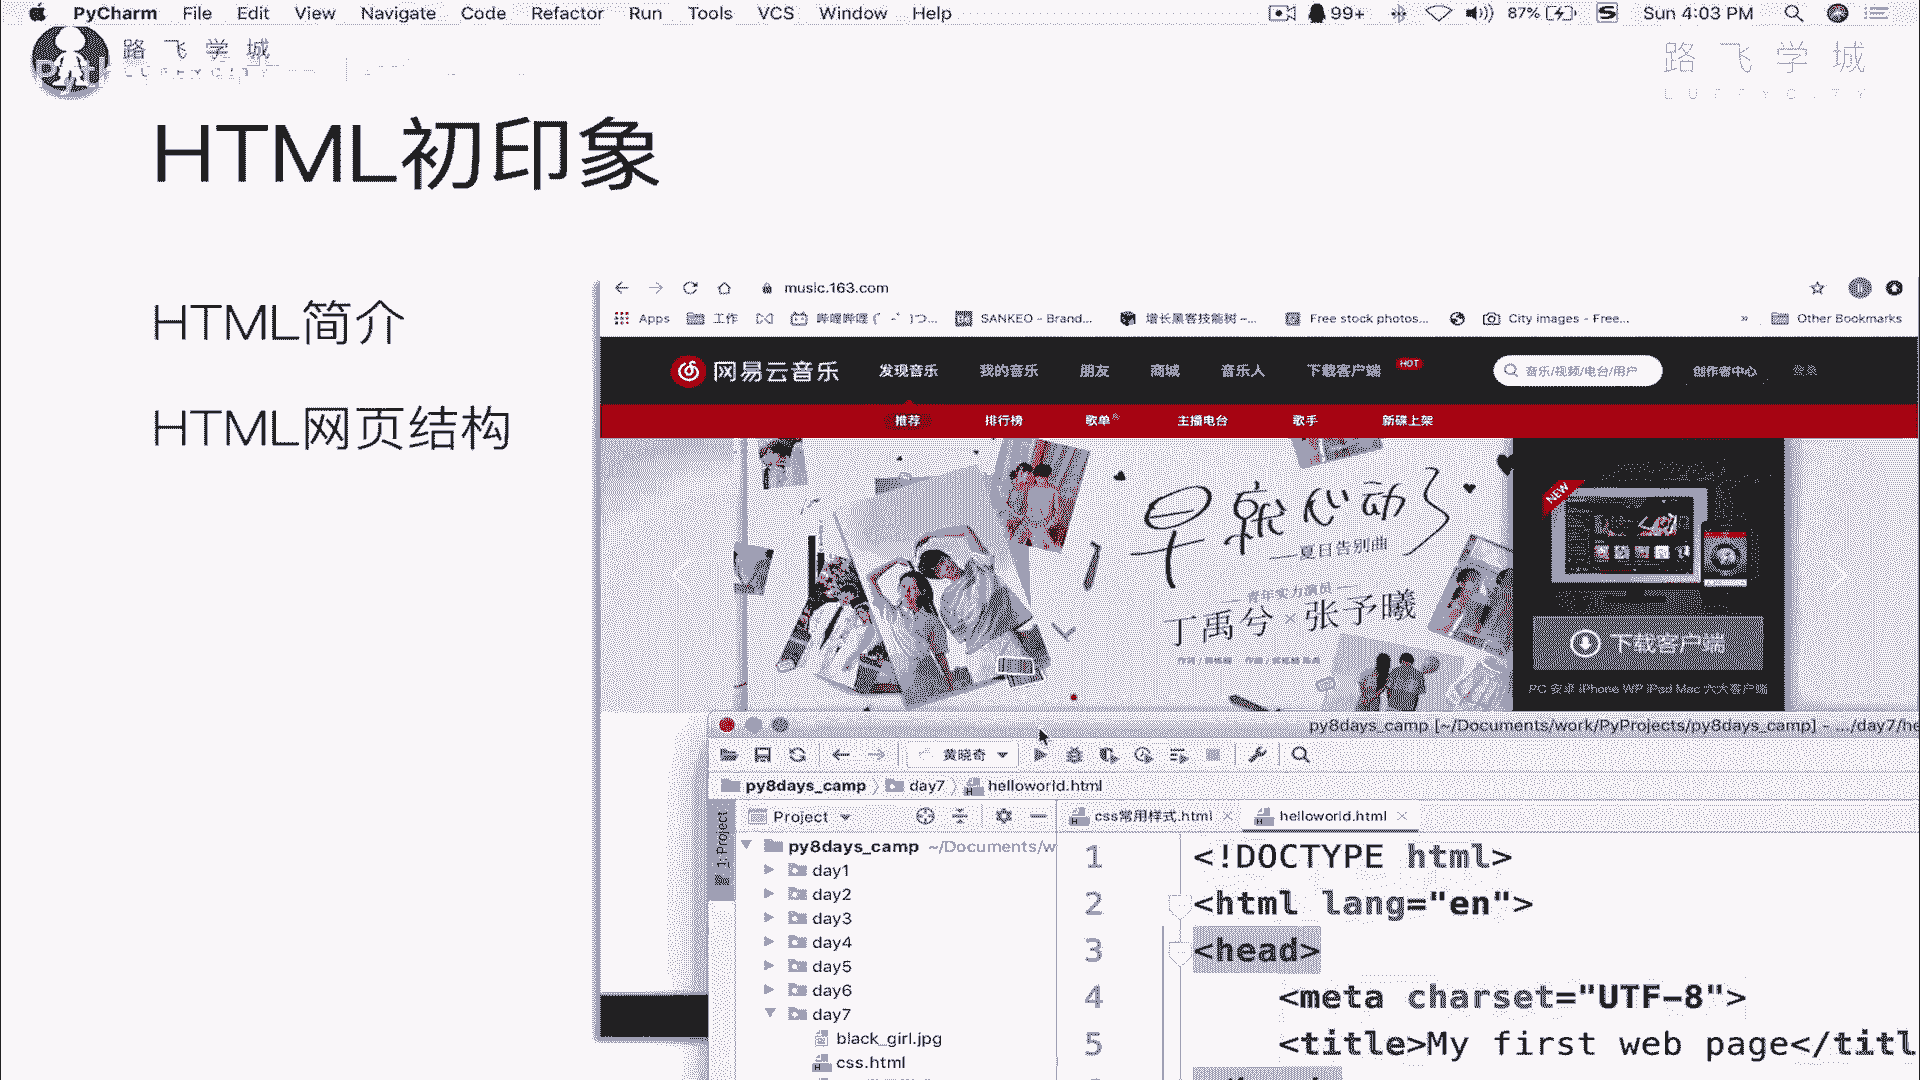 PyCharm File Edit View Navigate Code Refactor Run Tools VCS Window Help 99+ 87% Sun 4:03 PM
路飞学城
路飞学城
LUFFYCITY
HTML初印象
HTML简介
HTML网页结构
music.163.com
Apps 工作 哔哩哔哩 SANKEO - Brand... 增长黑客技能树 -... Free stock photos... City images - Free... » Other Bookmarks
网易云音乐 发现音乐 我的音乐 朋友 商城 音乐人 下载客户端 HOT 音乐/视频/电台/用户 创作者中心 登录
推荐 排行榜 歌单 主播电台 歌手 新碟上架
早就心动了
——夏日告别曲
青年实力演员
丁禹兮×张予曦
NEW
下载客户端
PC 安卓 iPhone WP iPad Mac 六大客户端
py8days_camp [~/Documents/work/PyProjects/py8days_camp] - .../day7/he
黄晓奇
py8days_camp day7 helloworld.html
1: Project
Project
css常用样式.html helloworld.html
py8days_camp ~/Documents/w
day1
day2
day3
day4
day5
day6
day7
black_girl.jpg
css.html
1 <!DOCTYPE html>
2 <html lang="en">
3 <head>
4 <meta charset="UTF-8">
5 <title>My first web page</titl